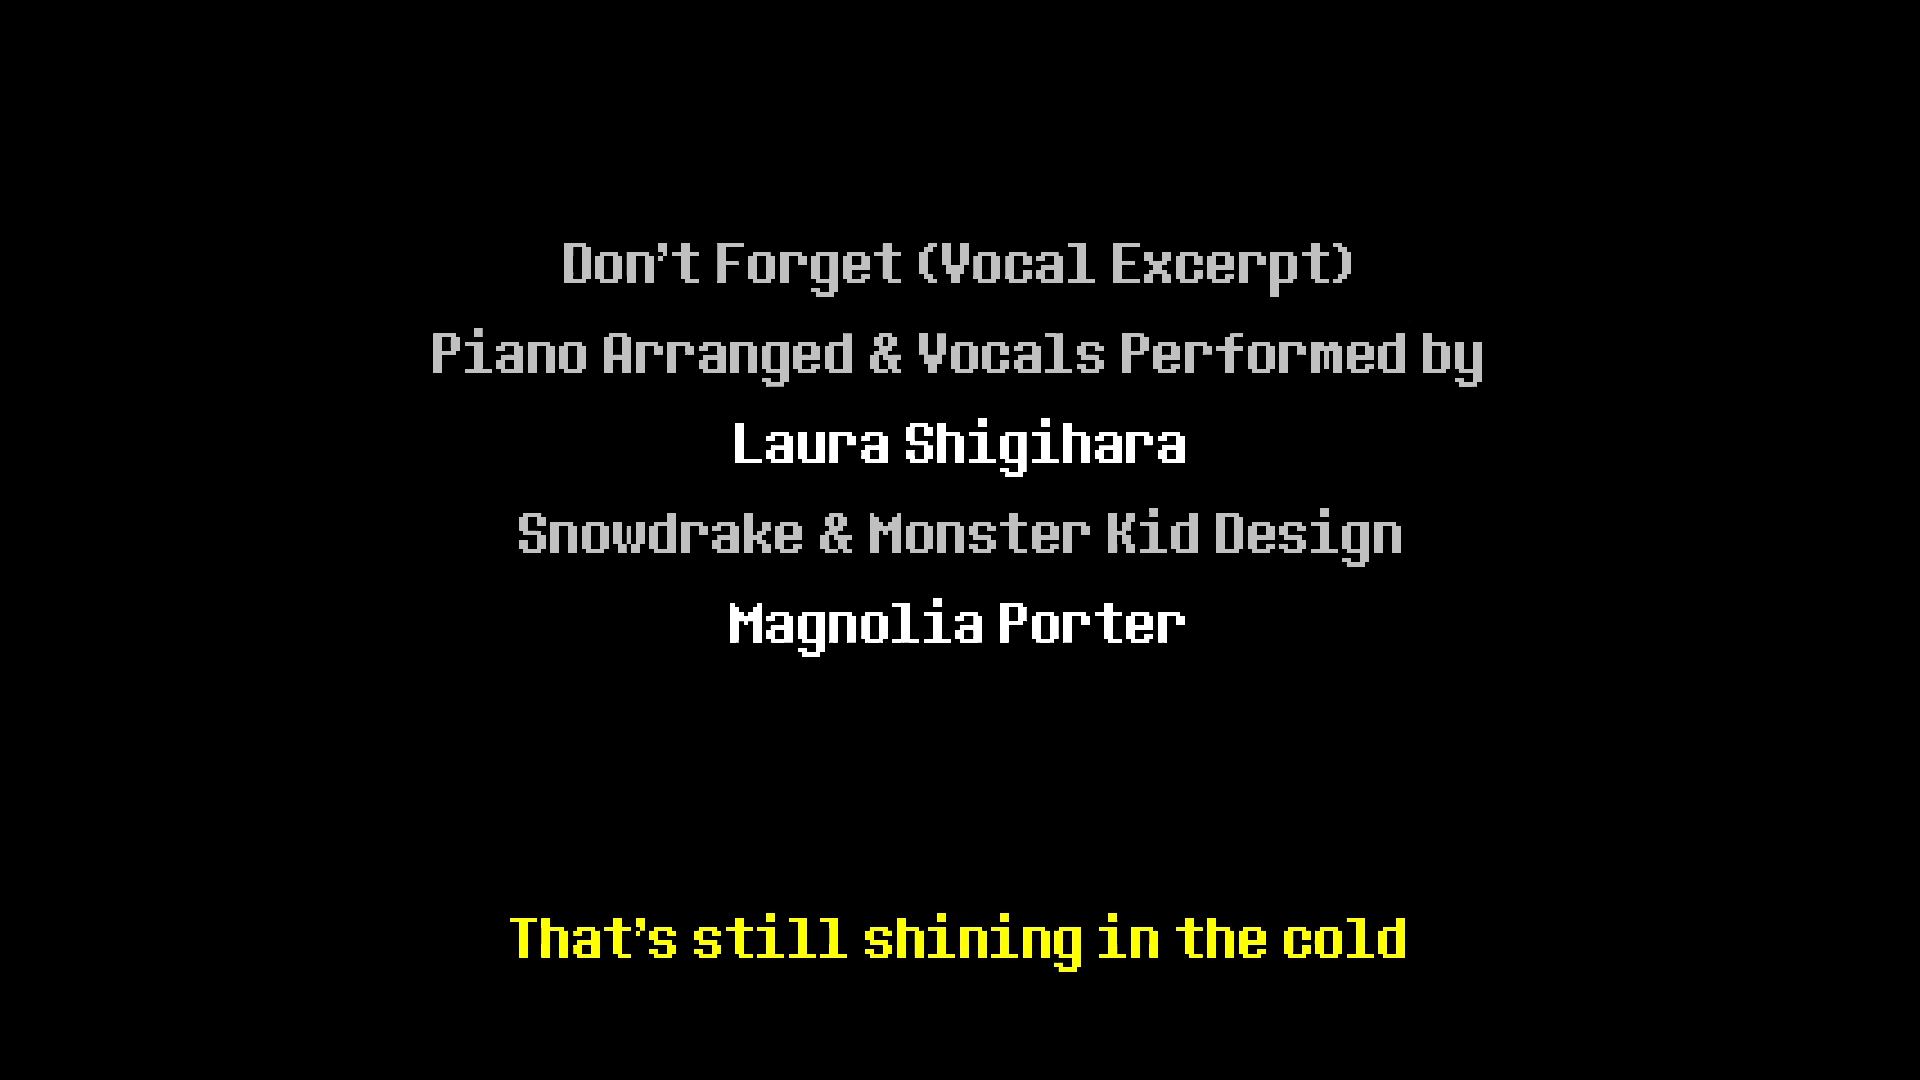 Don't Forget (Vocal Excerpt)
Piano Arranged & Vocals Performed by
Laura Shigihara
Snowdrake & Monster Kid Design
Magnolia Porter
That's still shining in the cold